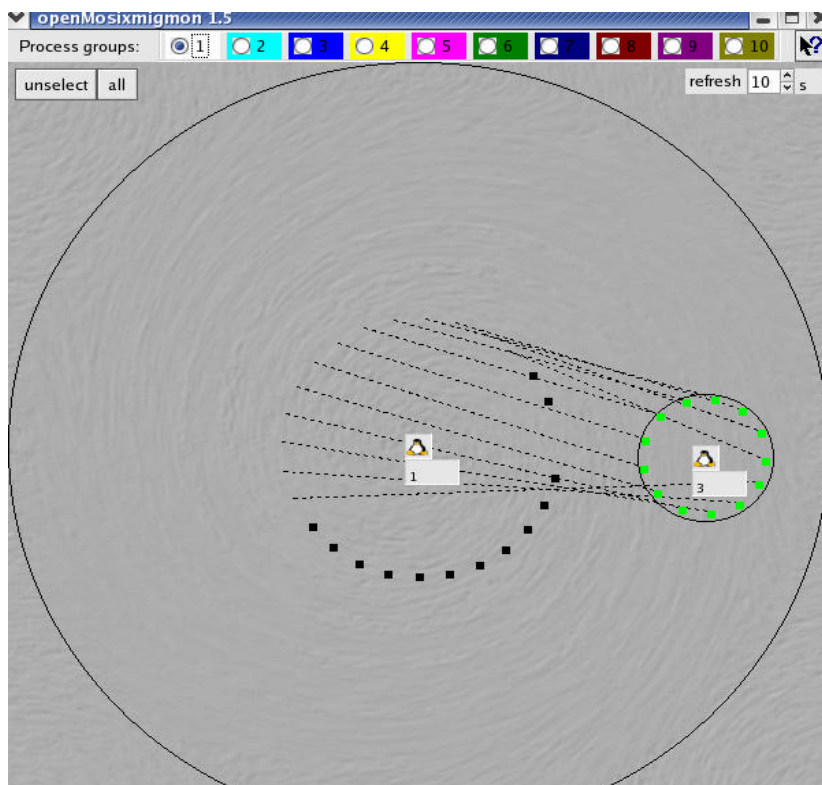 openMosixmigmon 1.5
Process groups: 1 2 3 4 5 6 7 8 9 10
unselect all refresh 10 s
1
3